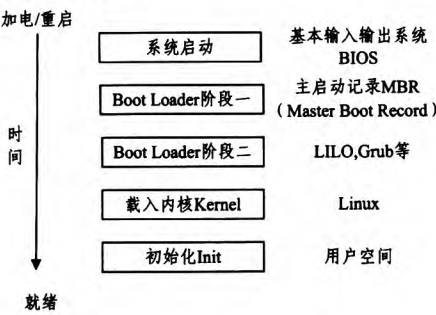 加电/重启
系统启动
基本输入输出系统
BIOS
Boot Loader阶段一
主启动记录MBR
(Master Boot Record)
时
间
Boot Loader阶段二
LILO,Grub等
载入内核Kernel
Linux
初始化Init
用户空间
就绪